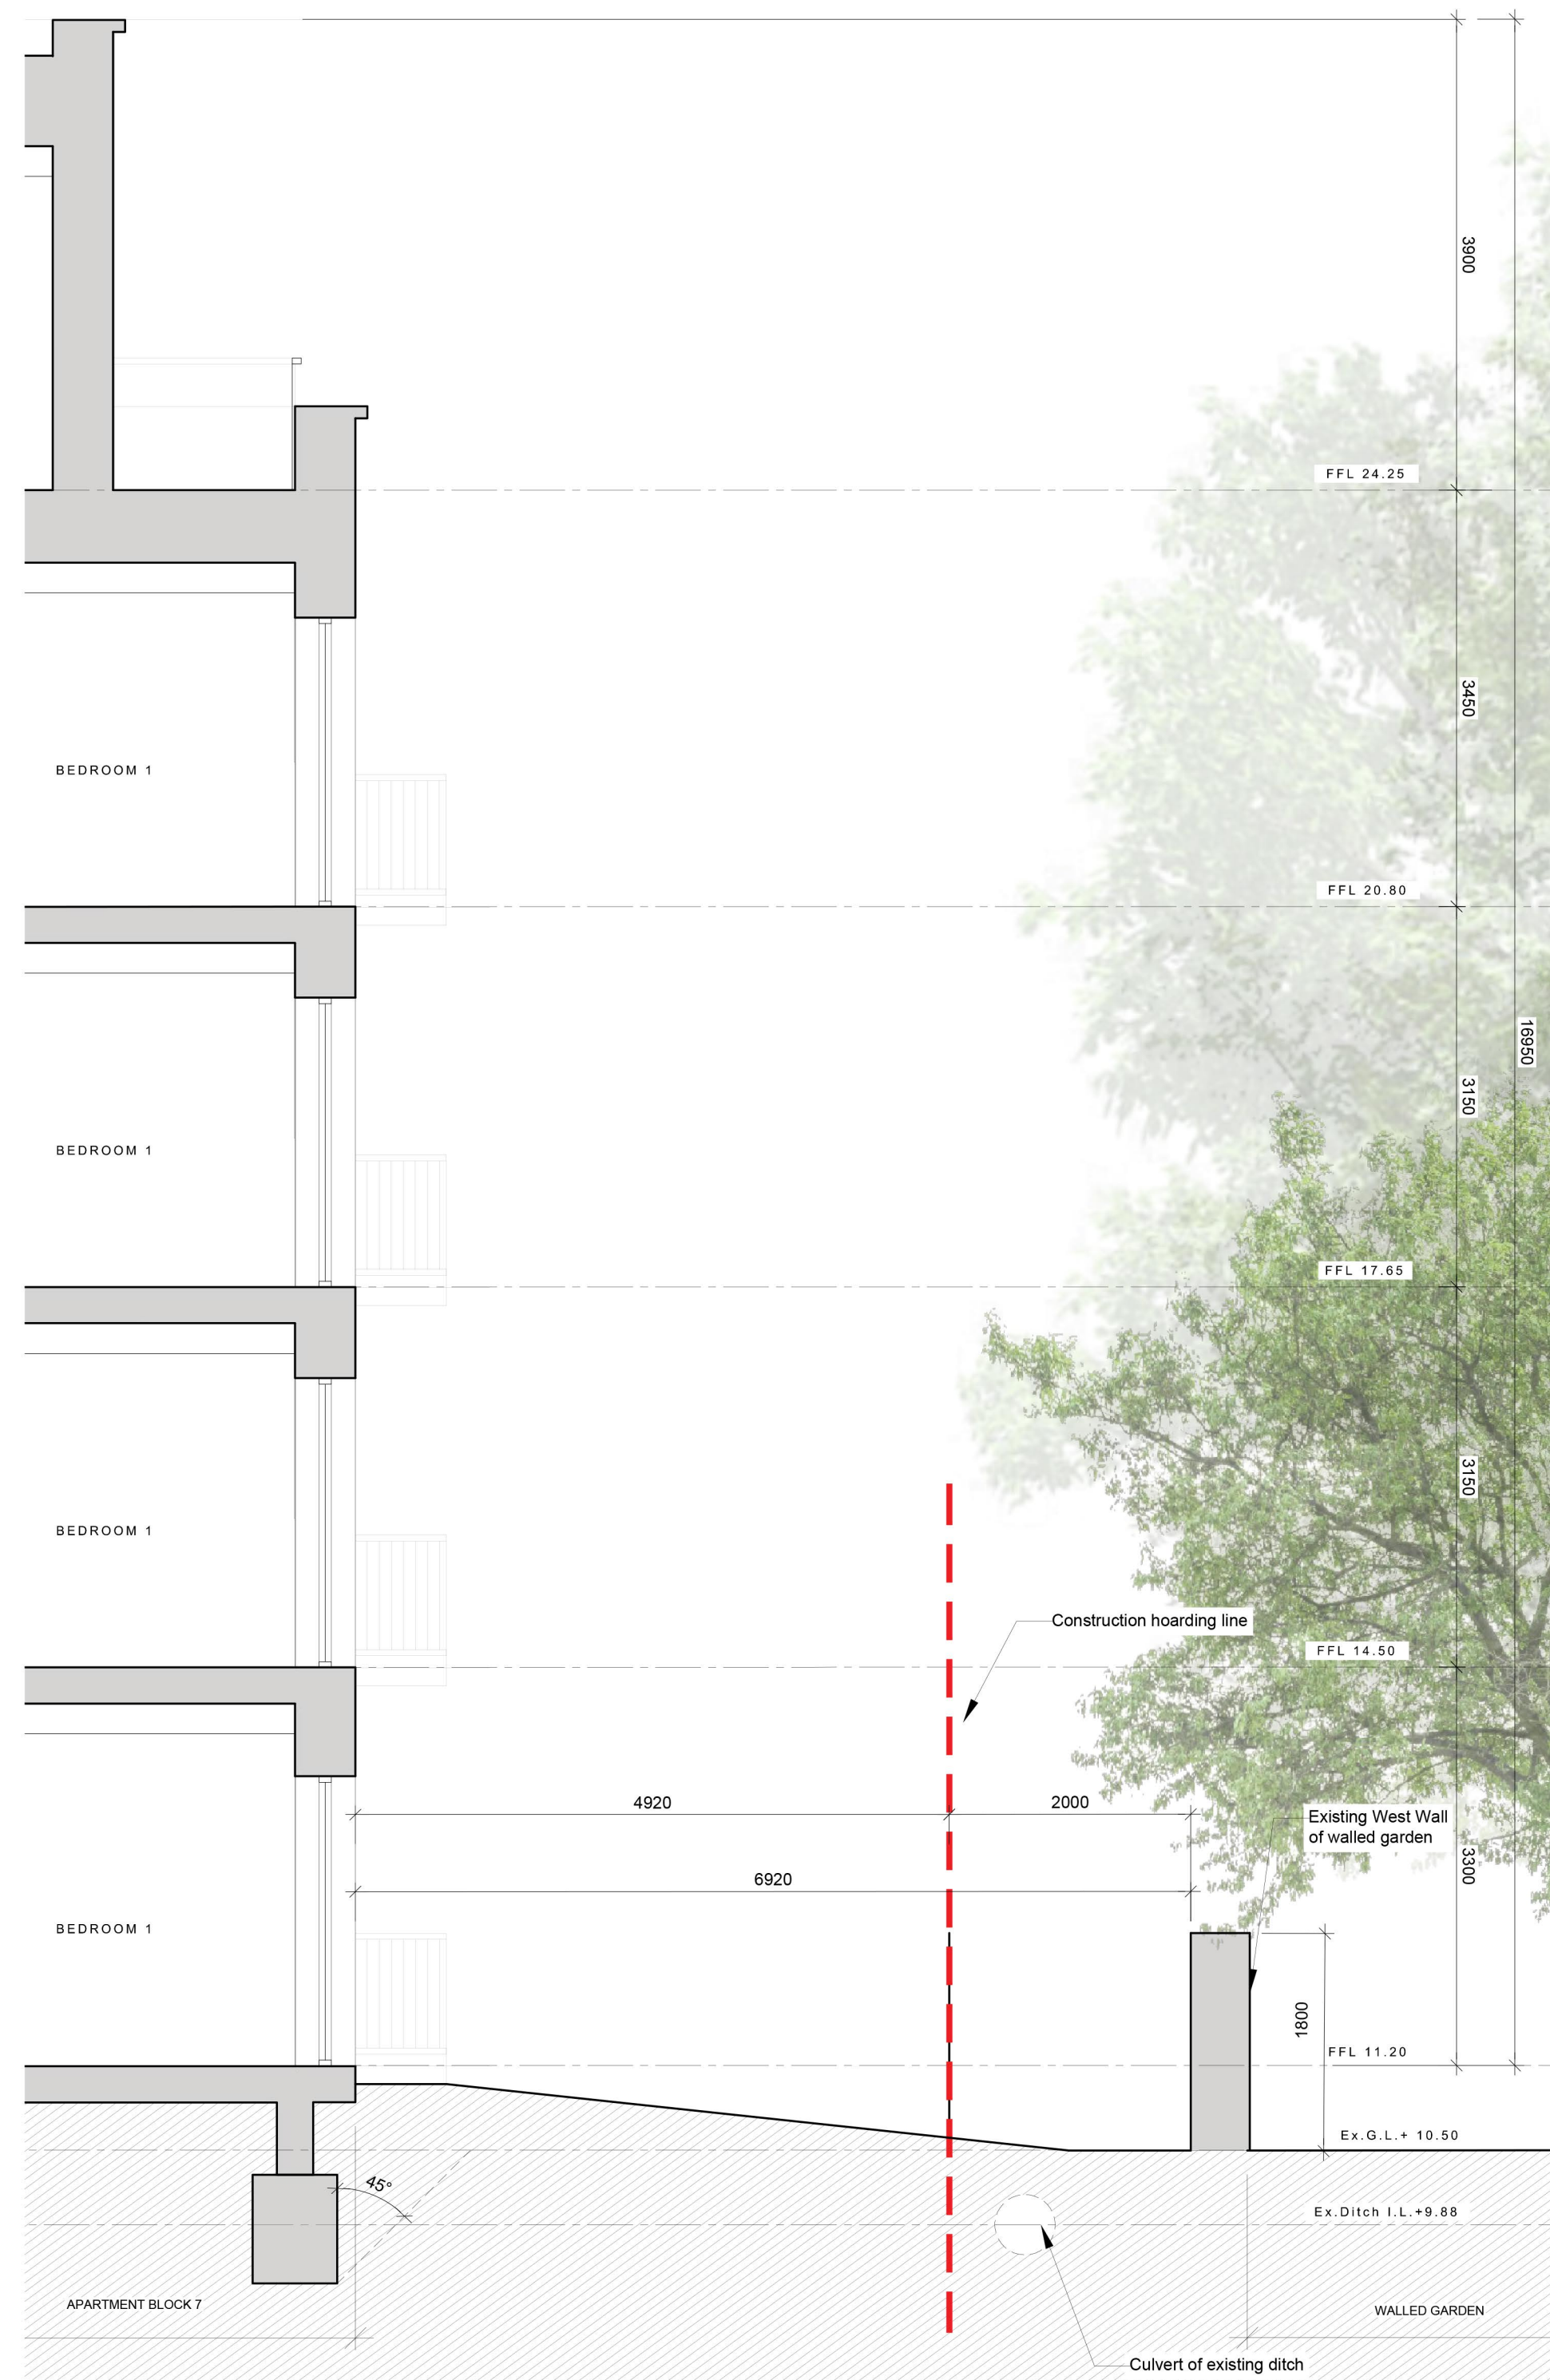 3900
FFL 24.25
3450
BEDROOM 1
FFL 20.80
16950
3150
BEDROOM 1
FFL 17.65
3150
BEDROOM 1
Construction hoarding line
FFL 14.50
4920
2000
Existing West Wall
of walled garden
3300
6920
BEDROOM 1
1800
FFL 11.20
Ex.G.L.+ 10.50
45°
Ex.Ditch I.L.+9.88
APARTMENT BLOCK 7
WALLED GARDEN
Culvert of existing ditch